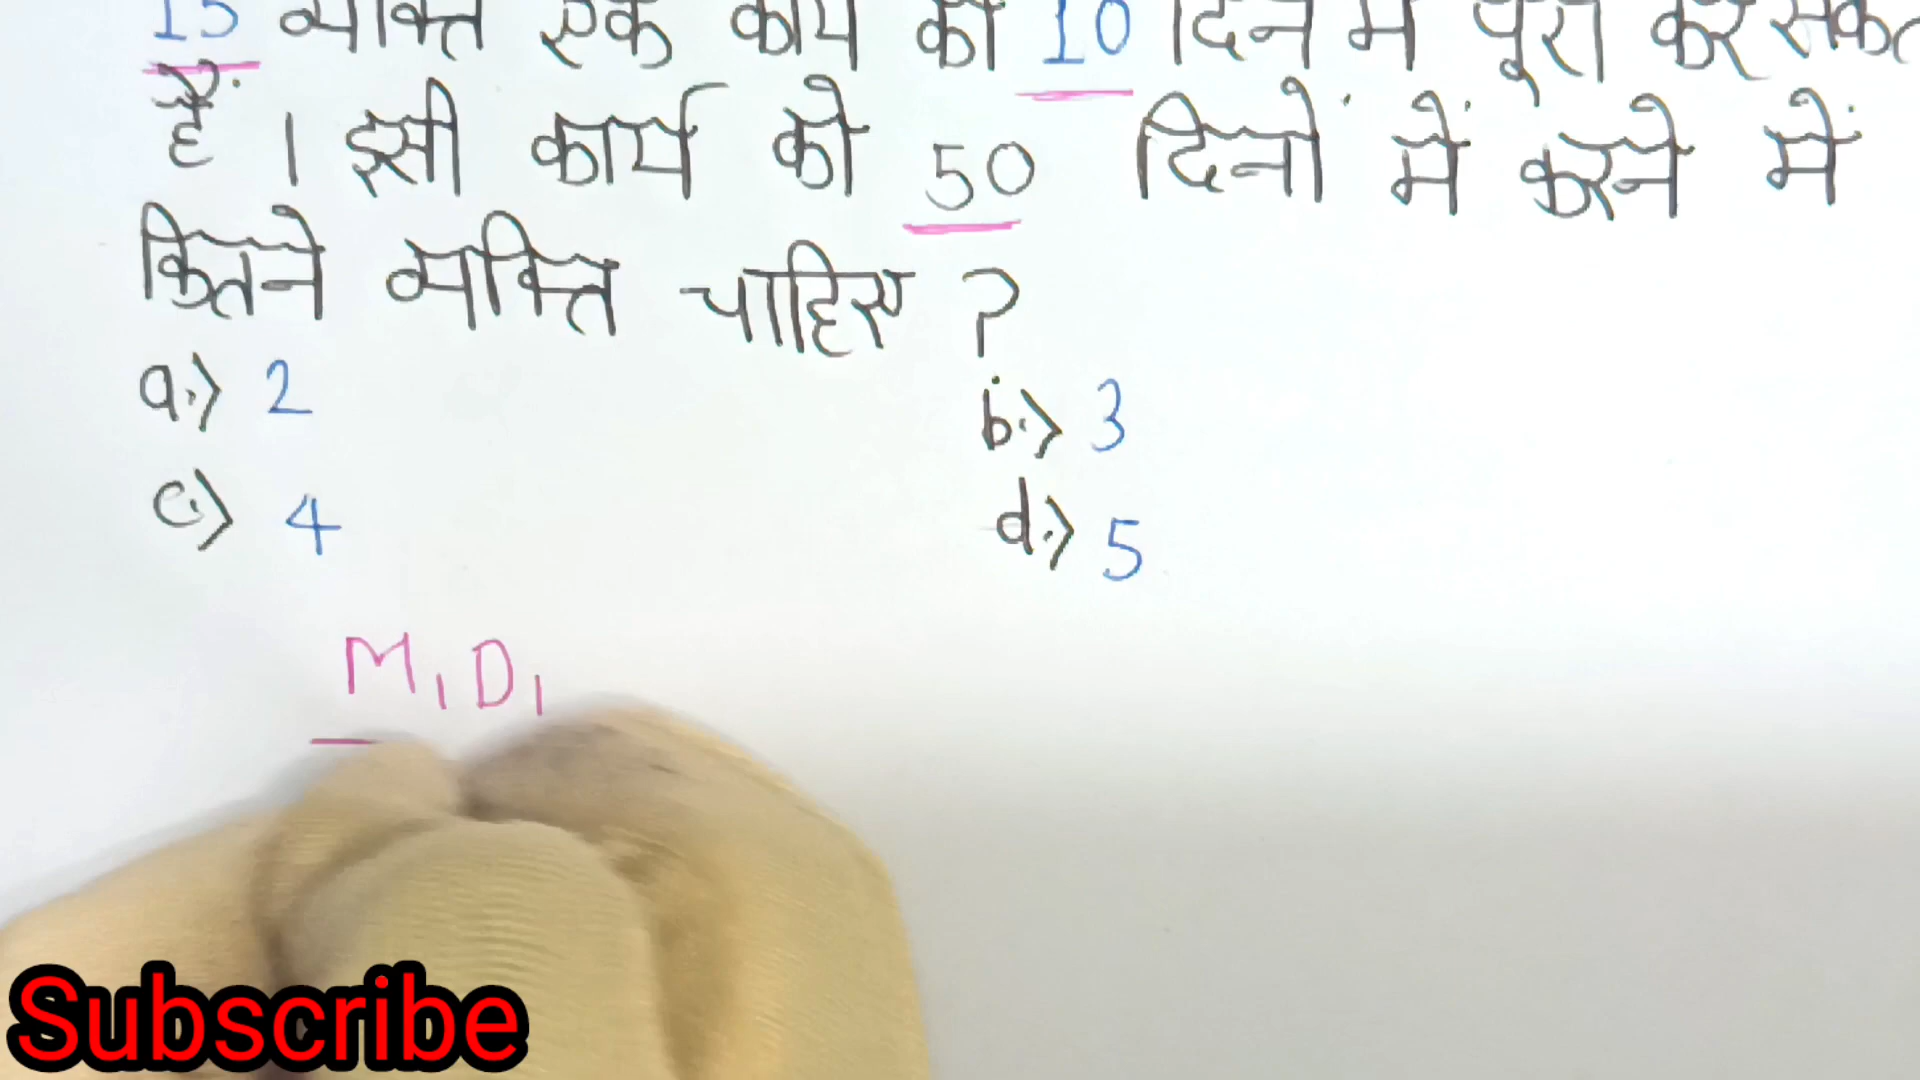 15 व्यक्ति एक कार्य को 10 दिन में पूरा कर सकते
हैं । इसी कार्य को 50 दिनों में करने में
कितने व्यक्ति चाहिए ?
a.) 2
b.) 3
c.) 4
d.) 5
M₁D₁
Subscribe